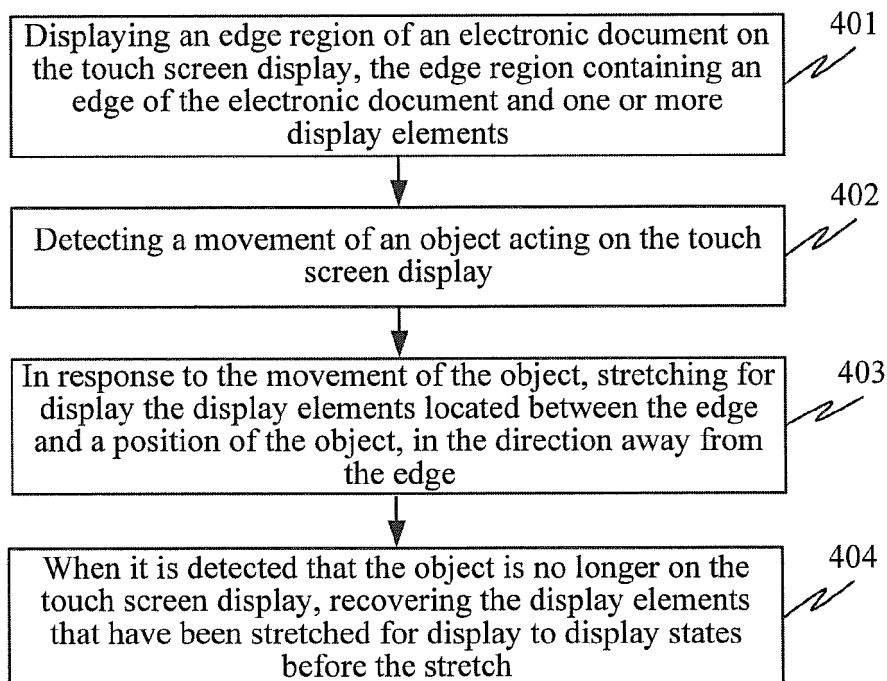 Displaying an edge region of an electronic document on
the touch screen display, the edge region containing an
edge of the electronic document and one or more
display elements
401
Detecting a movement of an object acting on the touch
screen display
402
In response to the movement of the object, stretching for
display the display elements located between the edge
and a position of the object, in the direction away from
the edge
403
When it is detected that the object is no longer on the
touch screen display, recovering the display elements
that have been stretched for display to display states
before the stretch
404